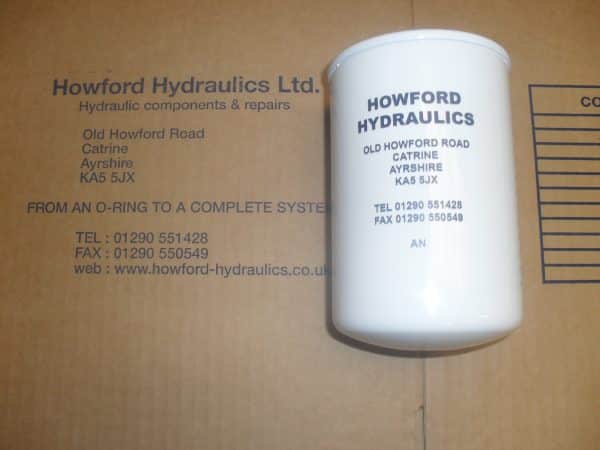 Howford Hydraulics Ltd.
Hydraulic components & repairs
Old Howford Road
Catrine
Ayrshire
KA5 5JX
FROM AN O-RING TO A COMPLETE SYSTEM
TEL : 01290 551428
FAX : 01290 550549
web : www.howford-hydraulics.co.uk
HOWFORD
HYDRAULICS
OLD HOWFORD ROAD
CATRINE
AYRSHIRE
KA5 5JX
TEL 01290 551428
FAX 01290 550549
AN
CO